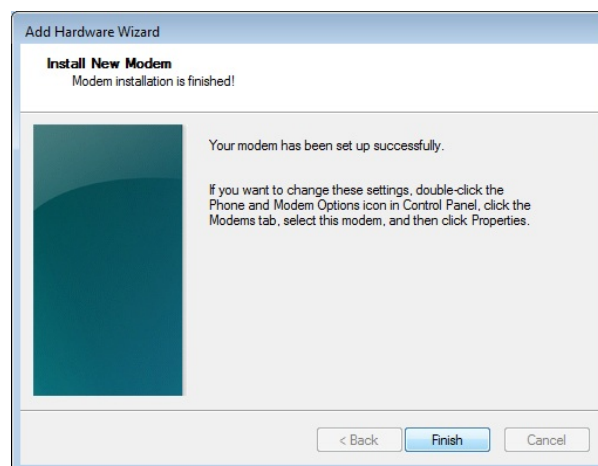 Add Hardware Wizard
Install New Modem
Modem installation is finished!
Your modem has been set up successfully.
If you want to change these settings, double-click the
Phone and Modem Options icon in Control Panel, click the
Modems tab, select this modem, and then click Properties.
< Back Finish Cancel